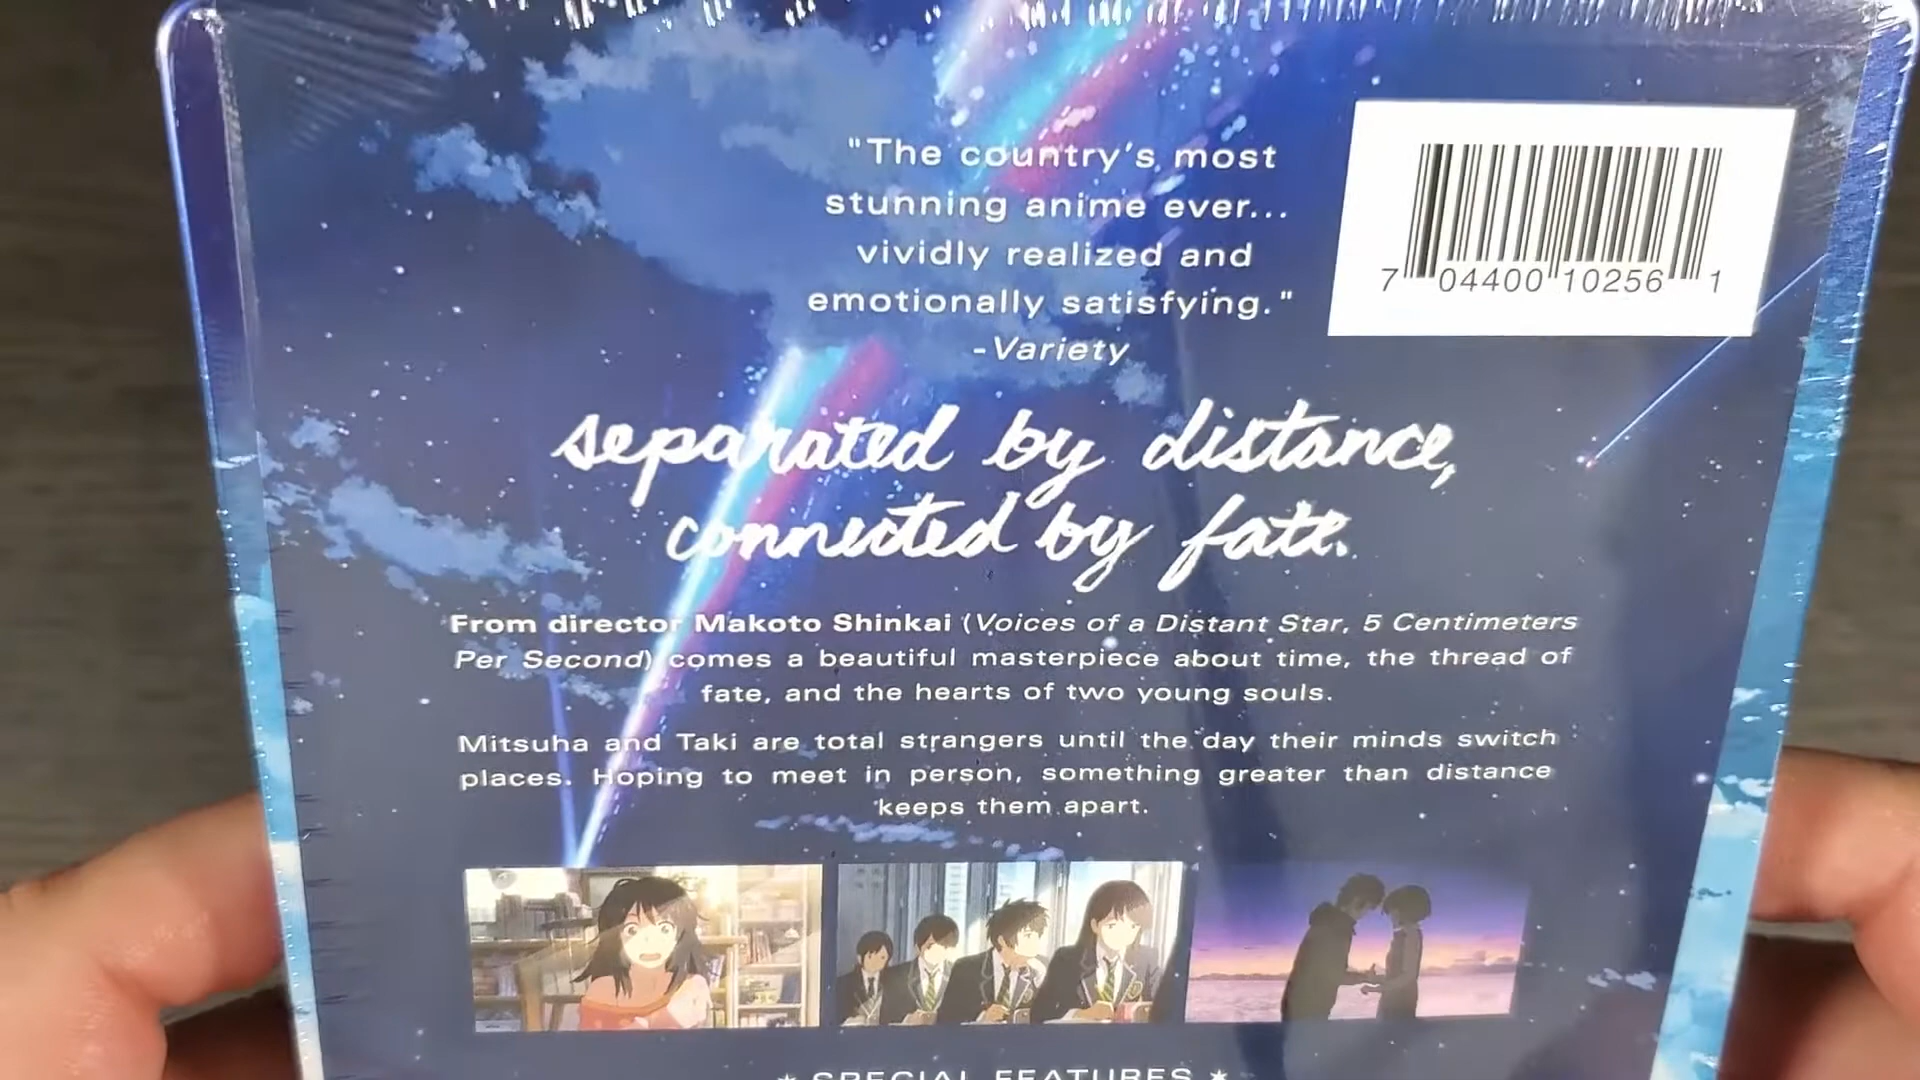 "The country's most
stunning anime ever...
vividly realized and
emotionally satisfying."
-Variety
7 04400 10256 1
separated by distance,
connected by fate.
From director Makoto Shinkai (Voices of a Distant Star, 5 Centimeters
Per Second) comes a beautiful masterpiece about time, the thread of
fate, and the hearts of two young souls.
Mitsuha and Taki are total strangers until the day their minds switch
places. Hoping to meet in person, something greater than distance
keeps them apart.
★ SPECIAL FEATURES ★